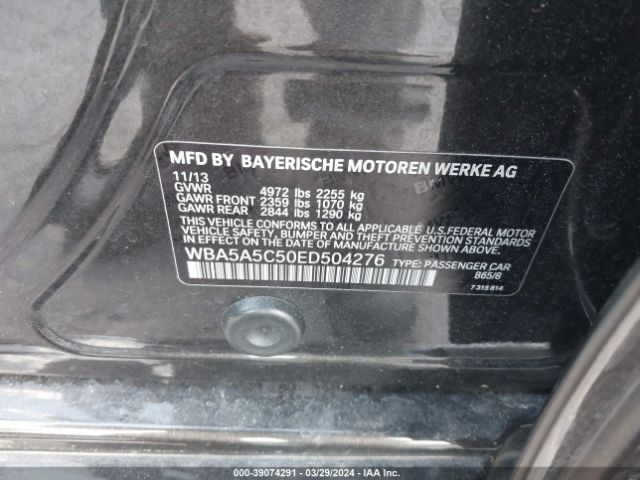 MFD BY BAYERISCHE MOTOREN WERKE AG
11/13
GVWR 4972 lbs 2255 kg
GAWR FRONT 2359 lbs 1070 kg
GAWR REAR 2844 lbs 1290 kg
THIS VEHICLE CONFORMS TO ALL APPLICABLE U.S.FEDERAL MOTOR
VEHICLE SAFETY, BUMPER AND THEFT PREVENTION STANDARDS
IN EFFECT ON THE DATE OF MANUFACTURE SHOWN ABOVE.
WBA5A5C50ED504276 TYPE: PASSENGER CAR
B65/8
7 315 814
000-39074291 - 03/29/2024 - IAA Inc.